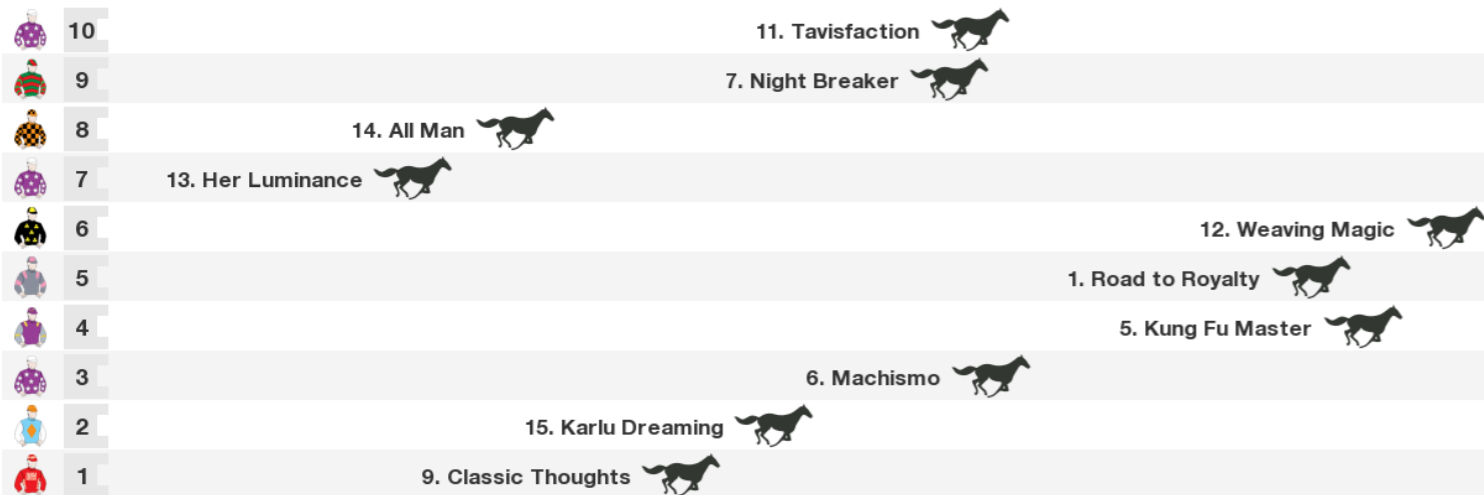 10 11. Tavisfaction
9 7. Night Breaker
8 14. All Man
7 13. Her Luminance
6 12. Weaving Magic
5 1. Road to Royalty
4 5. Kung Fu Master
3 6. Machismo
2 15. Karlu Dreaming
1 9. Classic Thoughts